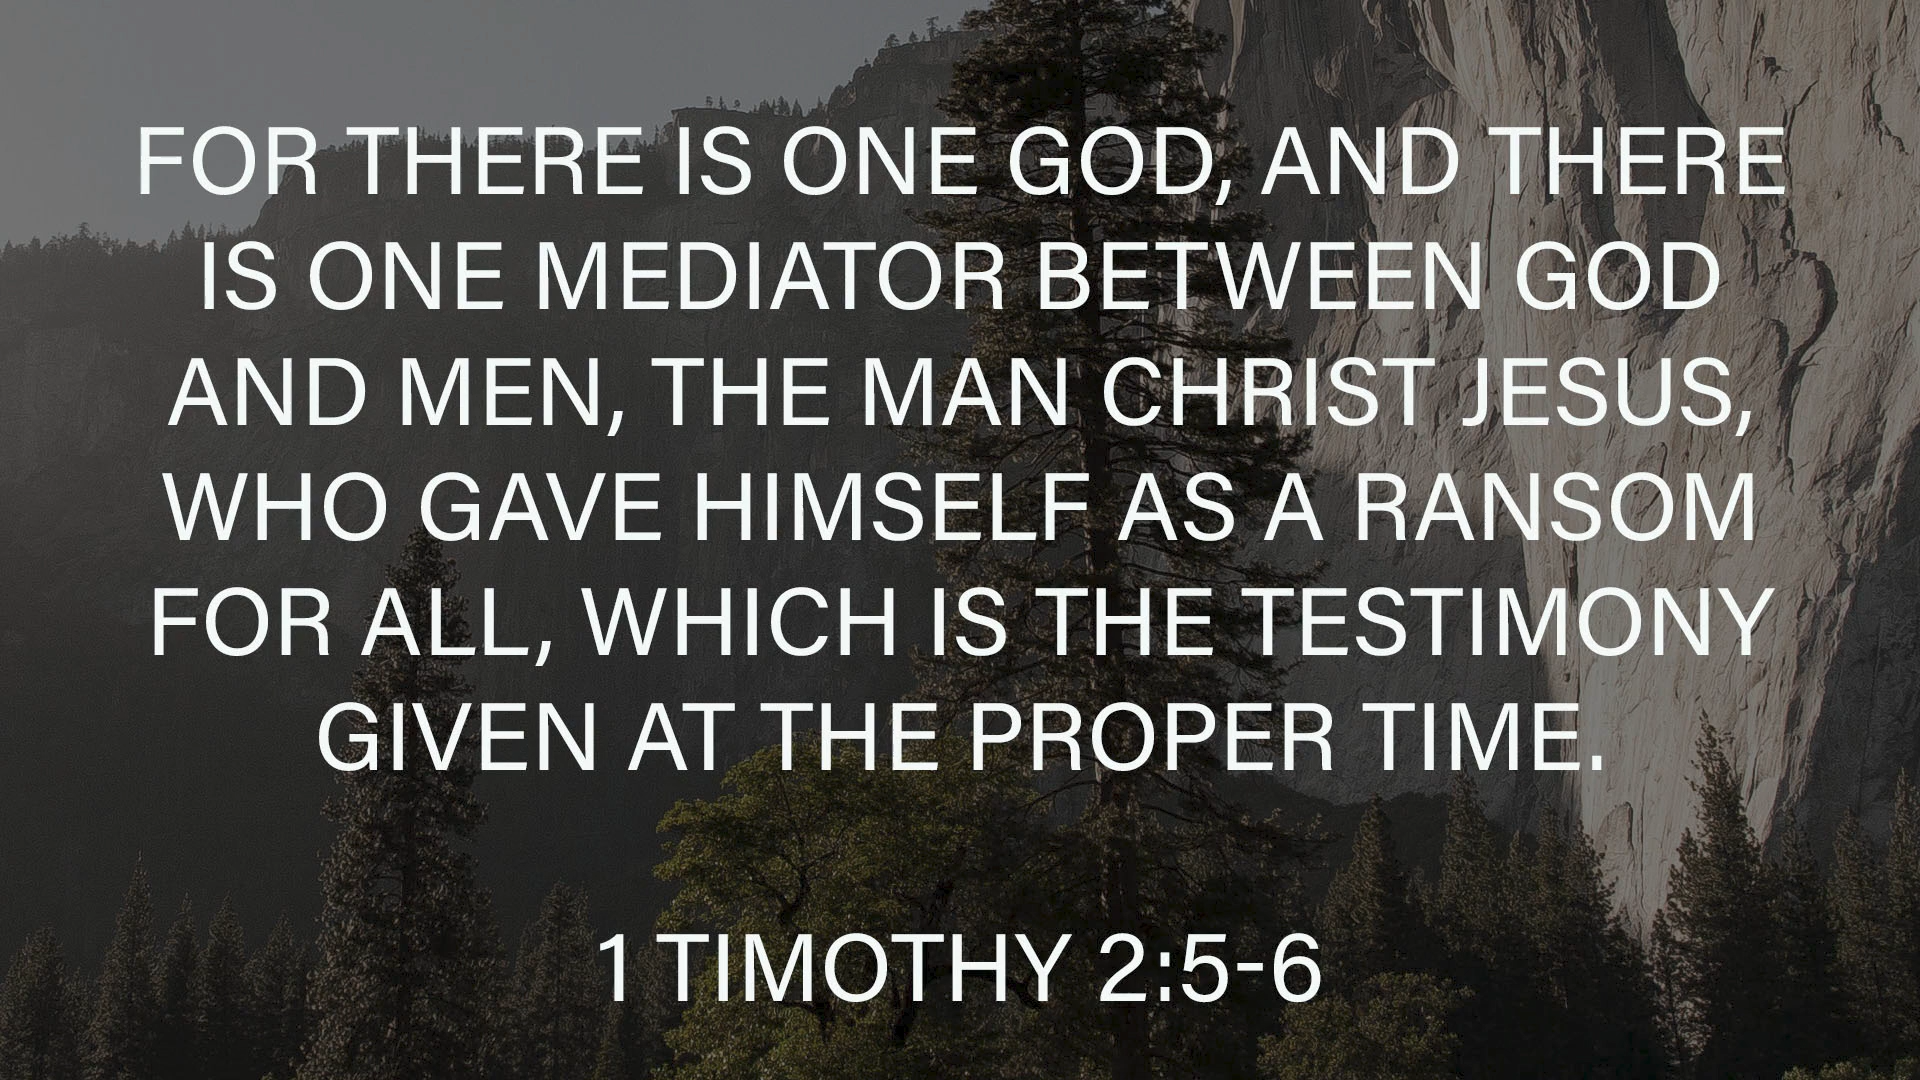 FOR THERE IS ONE GOD, AND THERE
IS ONE MEDIATOR BETWEEN GOD
AND MEN, THE MAN CHRIST JESUS,
WHO GAVE HIMSELF AS A RANSOM
FOR ALL, WHICH IS THE TESTIMONY
GIVEN AT THE PROPER TIME.
1 TIMOTHY 2:5-6